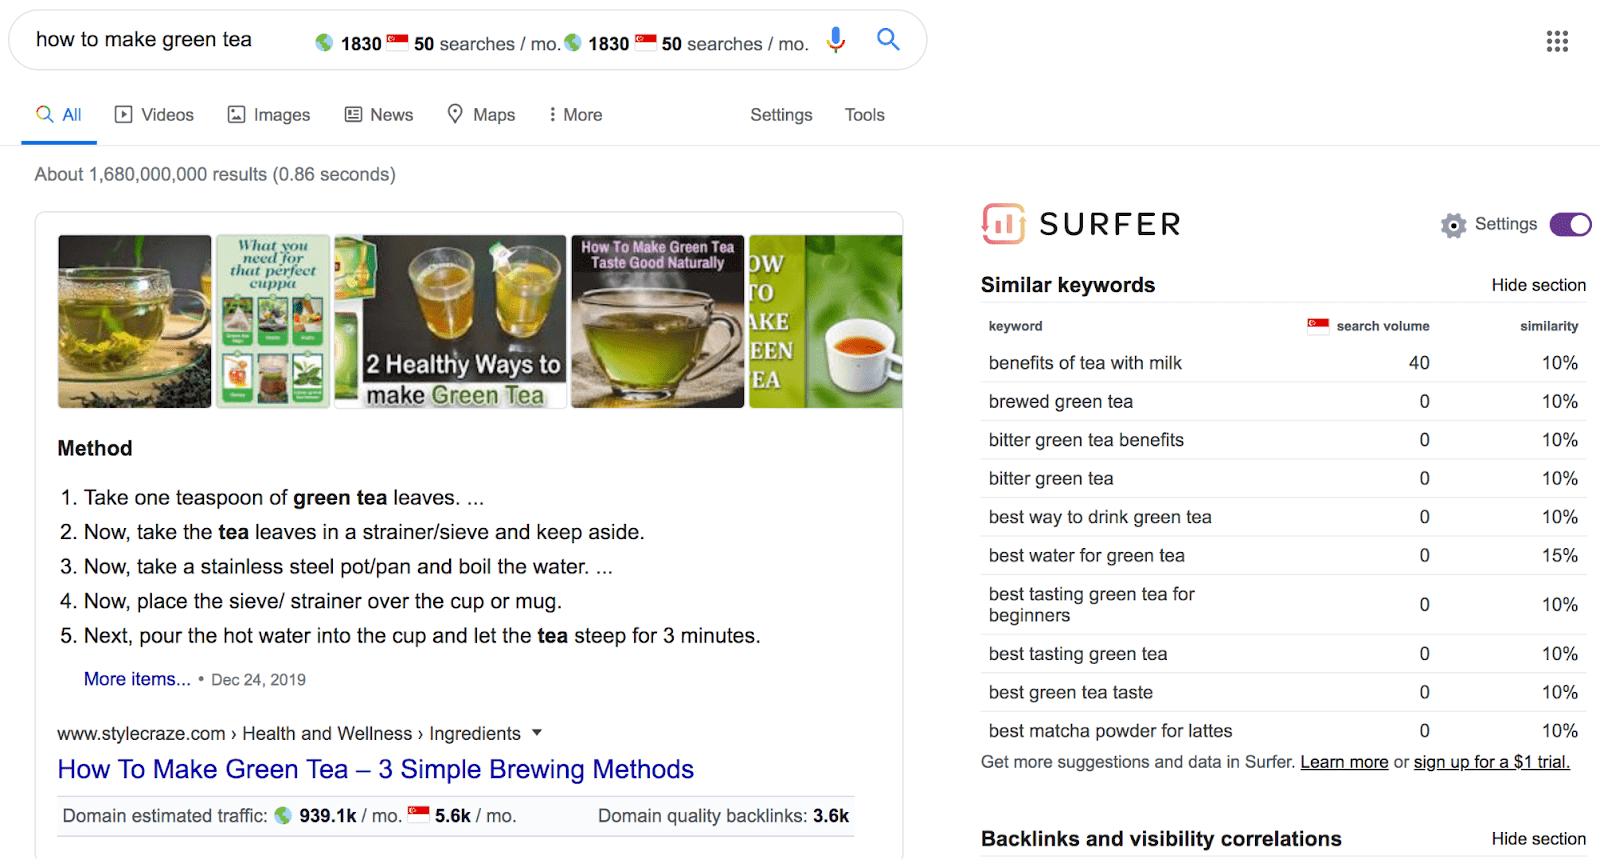 how to make green tea
1830 50 searches / mo. 1830 50 searches / mo.
All Videos Images News Maps More Settings Tools
About 1,680,000,000 results (0.86 seconds)
What you
need for
that perfect
cuppa
2 Healthy Ways to
make Green Tea
How To Make Green Tea
Taste Good Naturally
OW
TO
AKE
EEN
EA
Method
1. Take one teaspoon of green tea leaves. ...
2. Now, take the tea leaves in a strainer/sieve and keep aside.
3. Now, take a stainless steel pot/pan and boil the water. ...
4. Now, place the sieve/ strainer over the cup or mug.
5. Next, pour the hot water into the cup and let the tea steep for 3 minutes.
More items... • Dec 24, 2019
www.stylecraze.com › Health and Wellness › Ingredients
How To Make Green Tea – 3 Simple Brewing Methods
Domain estimated traffic: 939.1k / mo. 5.6k / mo. Domain quality backlinks: 3.6k
SURFER
Settings
Similar keywords Hide section
keyword search volume similarity
benefits of tea with milk 40 10%
brewed green tea 0 10%
bitter green tea benefits 0 10%
bitter green tea 0 10%
best way to drink green tea 0 10%
best water for green tea 0 15%
best tasting green tea for
beginners 0 10%
best tasting green tea 0 10%
best green tea taste 0 10%
best matcha powder for lattes 0 10%
Get more suggestions and data in Surfer. Learn more or sign up for a $1 trial.
Backlinks and visibility correlations Hide section